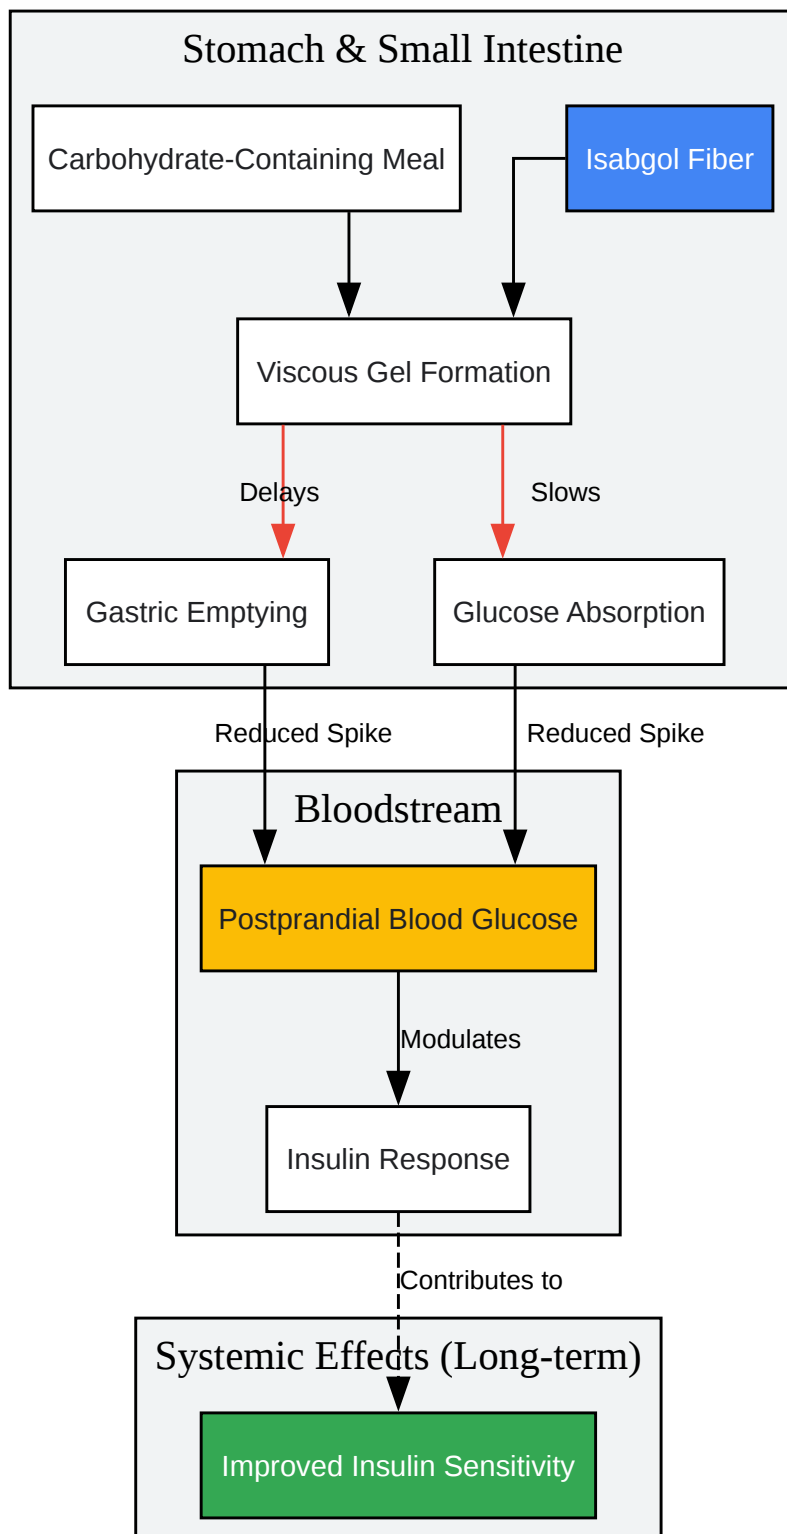 Stomach & Small Intestine
Carbohydrate-Containing Meal
Isabgol Fiber
Viscous Gel Formation
Delays
Slows
Gastric Emptying
Glucose Absorption
Reduced Spike
Reduced Spike
Bloodstream
Postprandial Blood Glucose
Modulates
Insulin Response
Contributes to
Systemic Effects (Long-term)
Improved Insulin Sensitivity